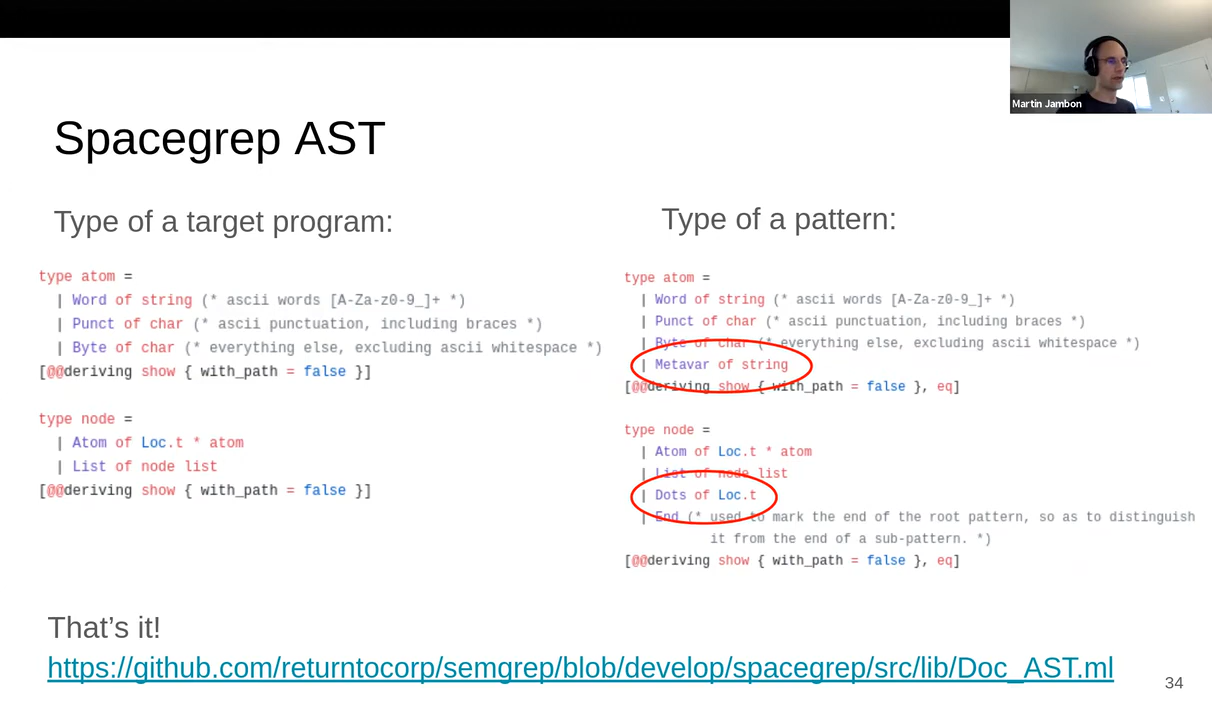 Martin Jambon
Spacegrep AST
Type of a target program:
type atom =
| Word of string (* ascii words [A-Za-z0-9_]+ *)
| Punct of char (* ascii punctuation, including braces *)
| Byte of char (* everything else, excluding ascii whitespace *)
[@@deriving show { with_path = false }]
type node =
| Atom of Loc.t * atom
| List of node list
[@@deriving show { with_path = false }]
Type of a pattern:
type atom =
| Word of string (* ascii words [A-Za-z0-9_]+ *)
| Punct of char (* ascii punctuation, including braces *)
| Byte of char (* everything else, excluding ascii whitespace *)
| Metavar of string
[@@deriving show { with_path = false }, eq]
type node =
| Atom of Loc.t * atom
| List of node list
| Dots of Loc.t
| End (* used to mark the end of the root pattern, so as to distinguish
it from the end of a sub-pattern. *)
[@@deriving show { with_path = false }, eq]
That's it!
https://github.com/returntocorp/semgrep/blob/develop/spacegrep/src/lib/Doc_AST.ml
34